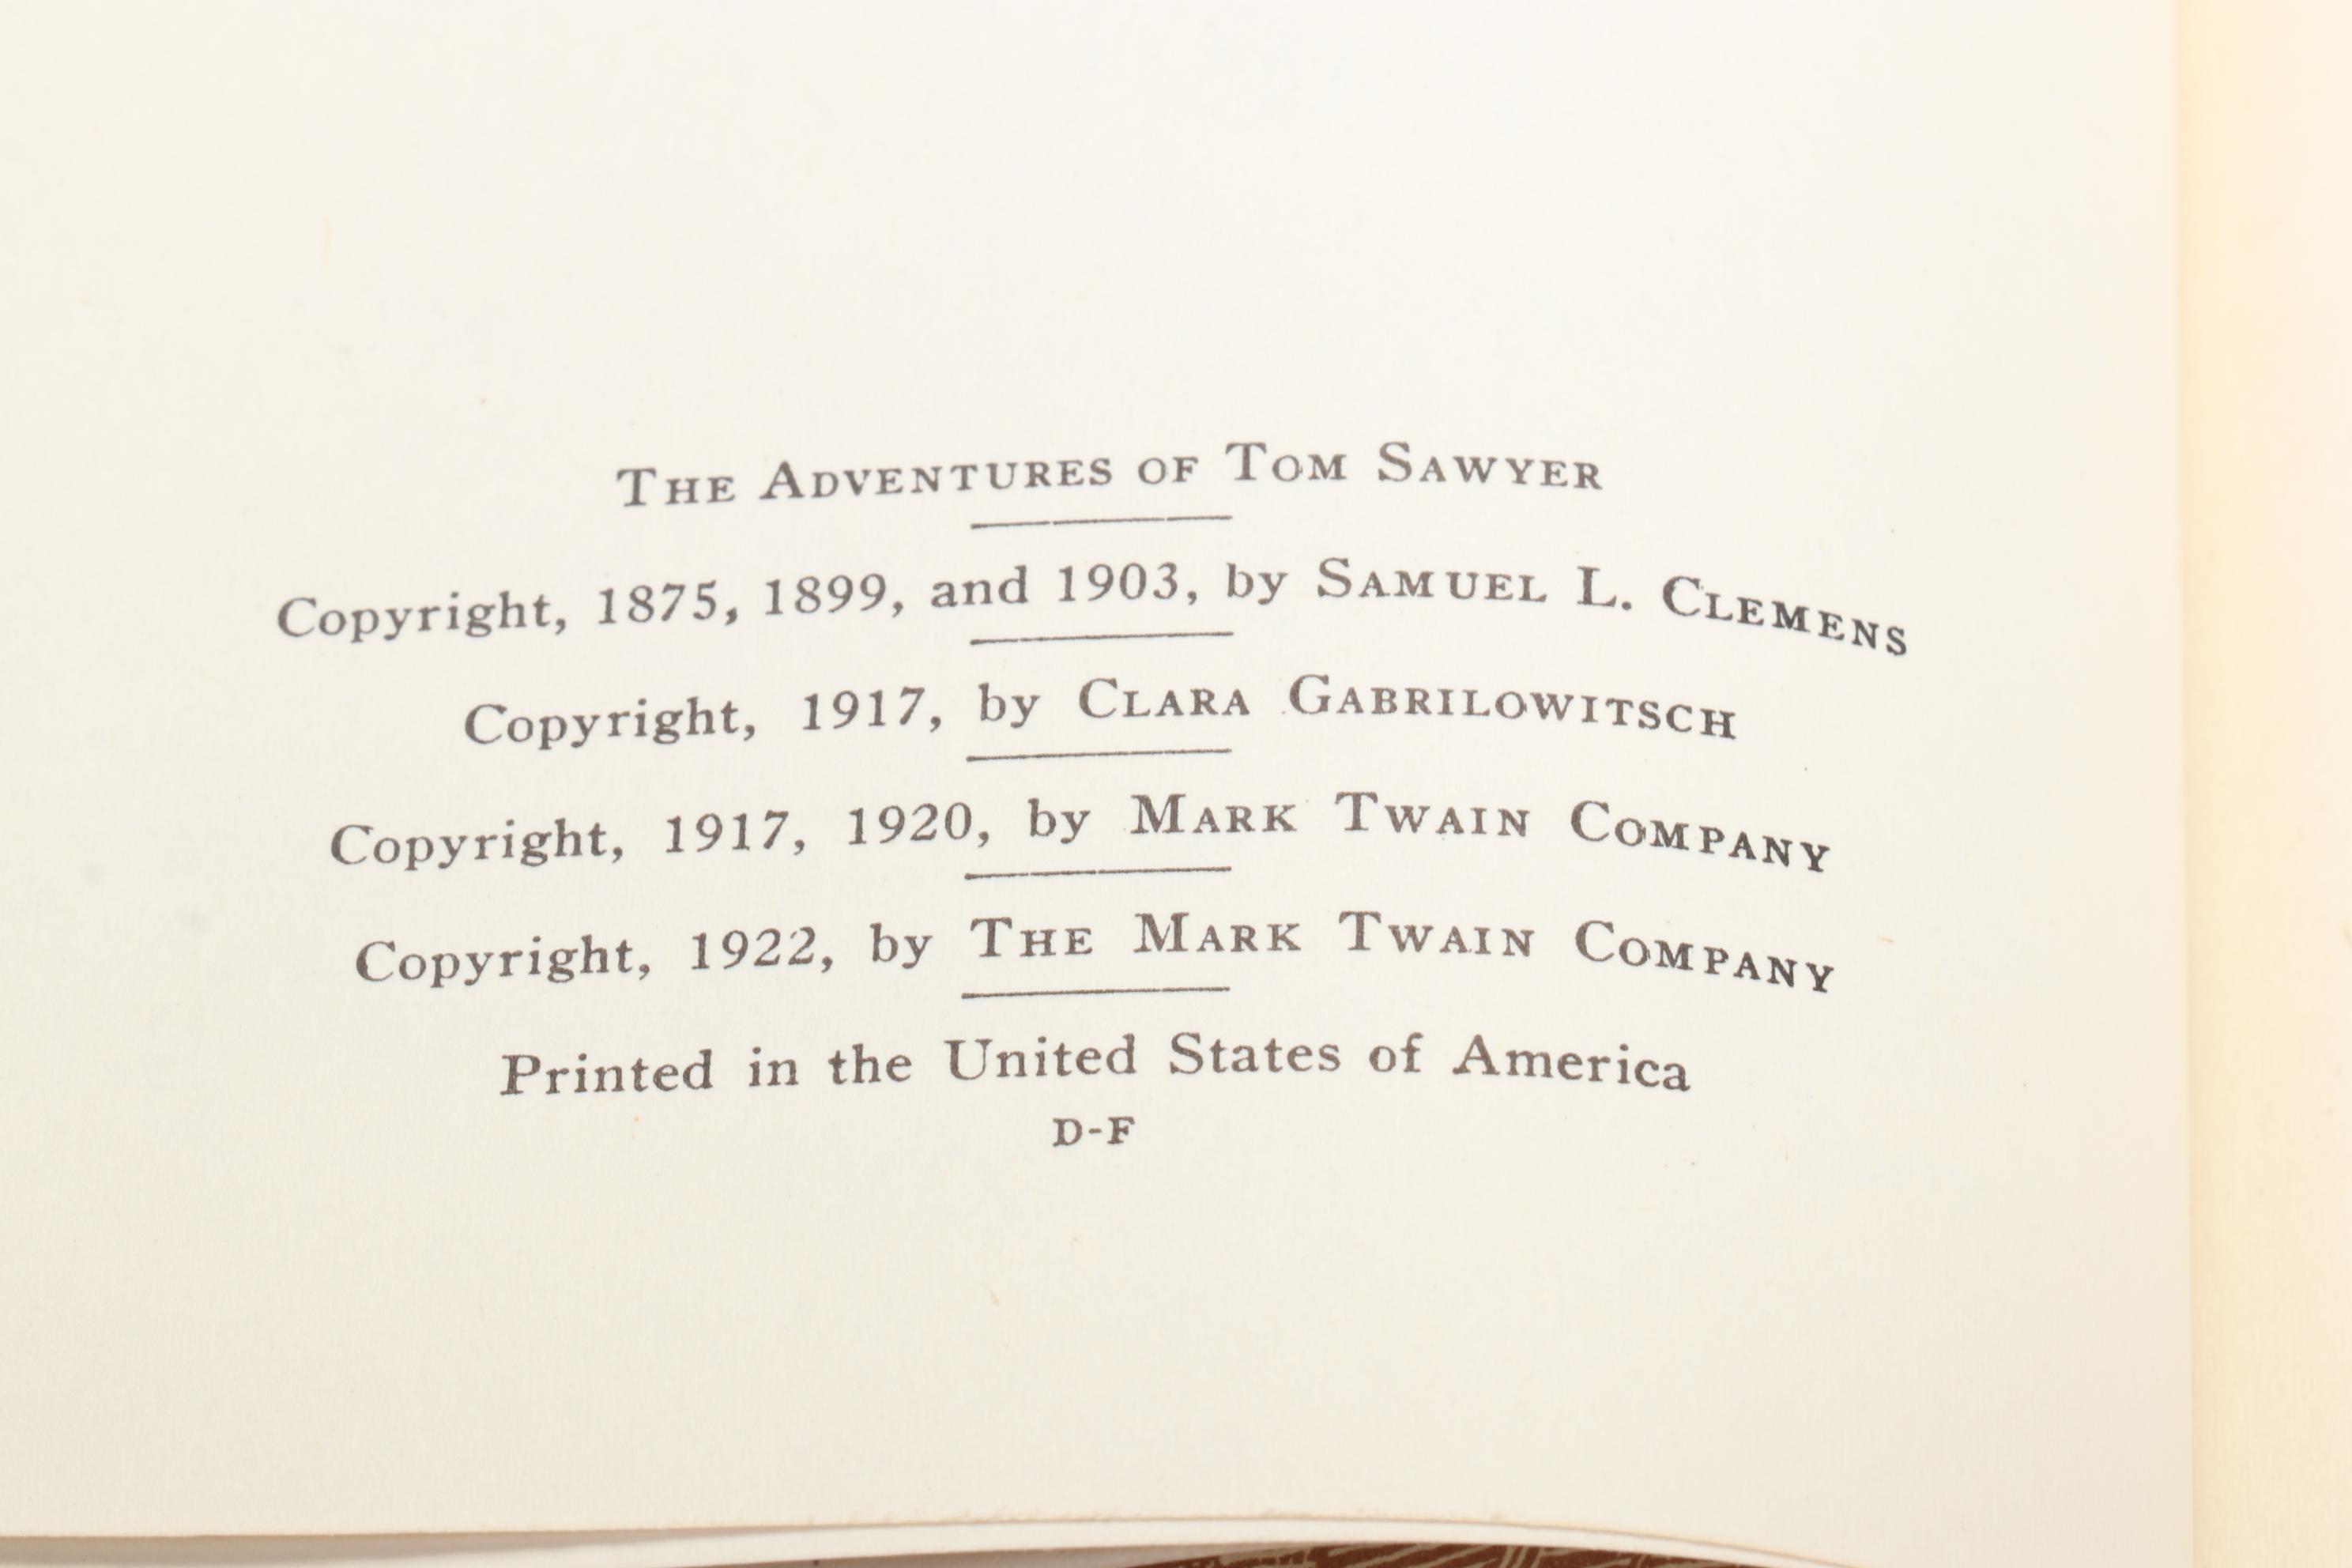 The Adventures of Tom Sawyer
Copyright, 1875, 1899, and 1903, by Samuel L. Clemens
Copyright, 1917, by Clara Gabrilowitsch
Copyright, 1917, 1920, by Mark Twain Company
Copyright, 1922, by The Mark Twain Company
Printed in the United States of America
D-F